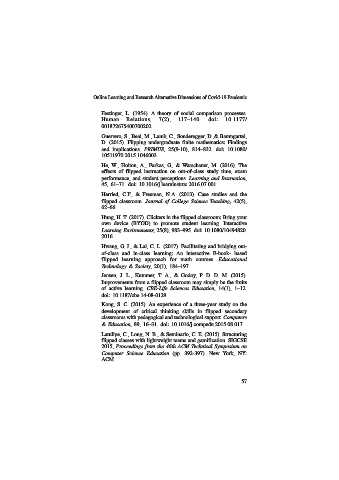 Online Learning and Research Alternative Dimensions of Covid-19 Pandemic
Festinger, L. (1954). A theory of social comparison processes.
Human Relations, 7(2), 117–140. doi: 10.1177/
001872675400700202
Guerrero, S., Beal, M., Lamb, C., Sonderegger, D. & Baumgartel,
D. (2015). Flipping undergraduate finite mathematics: Findings
and implications. PRIMUS, 25(9-10), 814–832. doi: 10.1080/
10511970.2015.1046003
He, W., Holton, A., Farkas, G., & Warschauer, M. (2016). The
effects of flipped instruction on out-of-class study time, exam
performance, and student perceptions. Learning and Instruction,
45, 61–71. doi: 10.1016/j.learninstruc.2016.07.001
Herreid, C.F., & Freeman, N.A. (2013). Case studies and the
flipped classroom. Journal of College Science Teaching, 42(5),
62–66
Hung, H. T. (2017). Clickers in the flipped classroom: Bring your
own device (BYOD) to promote student learning. Interactive
Learning Environments, 25(8), 983–995. doi: 10.1080/10494820.
2016
Hwang, G. J., & Lai, C. L. (2017). Facilitating and bridging out-
of-class and in-class learning: An interactive E-book- based
flipped learning approach for math courses. Educational
Technology & Society, 20(1), 184–197
Jensen, J. L., Kummer, T. A., & Godoy, P. D. D. M. (2015).
Improvements from a flipped classroom may simply be the fruits
of active learning. CBE-Life Sciences Education, 14(1), 1–12.
doi: 10.1187/cbe.14-08-0129
Kong, S. C. (2015). An experience of a three-year study on the
development of critical thinking skills in flipped secondary
classrooms with pedagogical and technological support. Computers
& Education, 89, 16–31. doi: 10.1016/j.compedu.2015.08.017
Latulipe, C., Long, N. B., & Seminario, C. E. (2015). Structuring
flipped classes with lightweight teams and gamification. SIGCSE
2015, Proceedings from the 46th ACM Technical Symposium on
Computer Science Education (pp. 392-397). New York, NY:
ACM
57